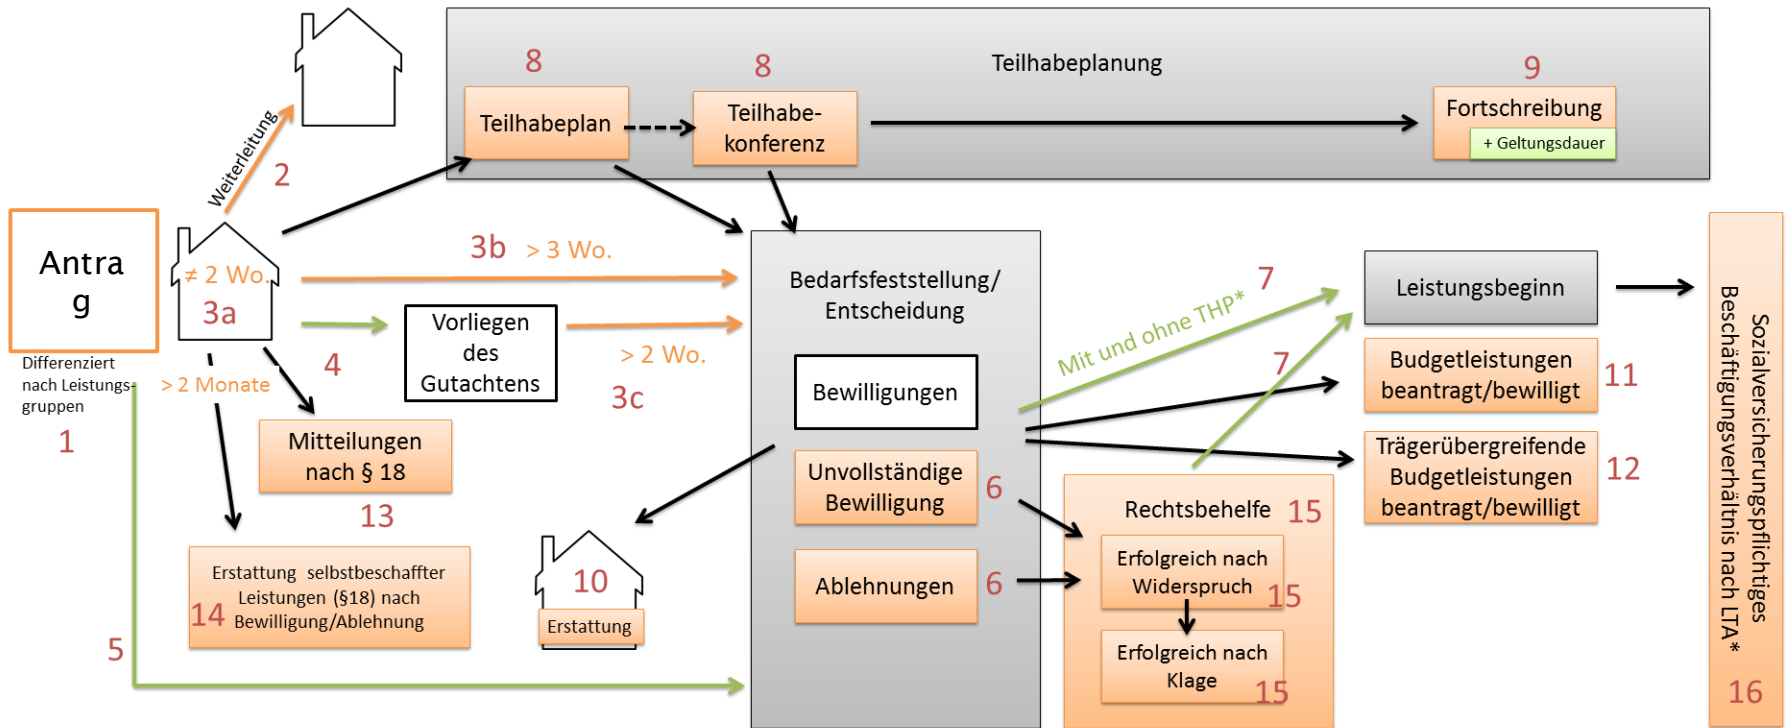 Teilhabeplanung
8
8
9
Teilhabeplan
Teilhabe-
konferenz
Fortschreibung
+ Geltungsdauer
Weiterleitung
2
Antra
g
Differenziert
nach Leistungs-
gruppen
1
≠ 2 Wo.
3a
3b
> 3 Wo.
4
Vorliegen
des
Gutachtens
> 2 Wo.
3c
> 2 Monate
Mitteilungen
nach § 18
13
Erstattung selbstbeschaffter
Leistungen (§18) nach
Bewilligung/Ablehnung
14
5
10
Erstattung
Bedarfsfeststellung/
Entscheidung
Bewilligungen
Unvollständige
Bewilligung
6
Ablehnungen
6
Mit und ohne THP*
7
7
Rechtsbehelfe
15
Erfolgreich nach
Widerspruch
15
Erfolgreich nach
Klage
15
Leistungsbeginn
Budgetleistungen
beantragt/bewilligt
11
Trägerübergreifende
Budgetleistungen
beantragt/bewilligt
12
Sozialversicherungspflichtiges
Beschäftigungsverhältnis nach LTA*
16